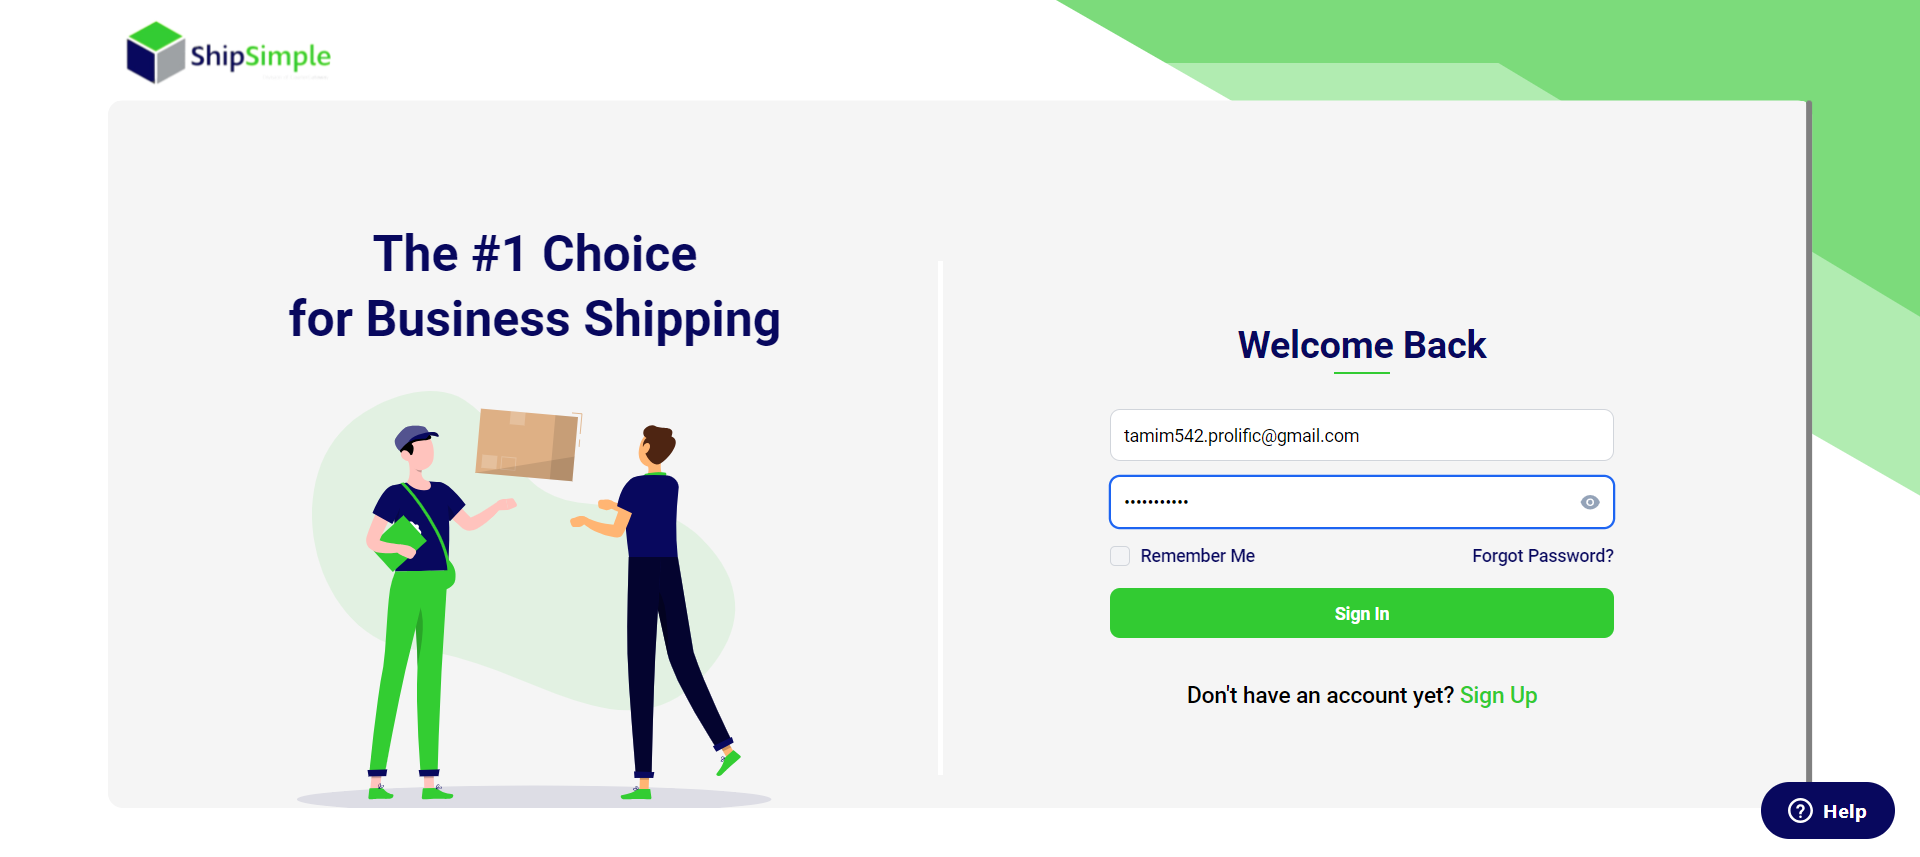 ShipSimple
The #1 Choice
for Business Shipping
Welcome Back
tamim542.prolific@gmail.com
•••••••••••
Remember Me
Forgot Password?
Sign In
Don't have an account yet? Sign Up
Help